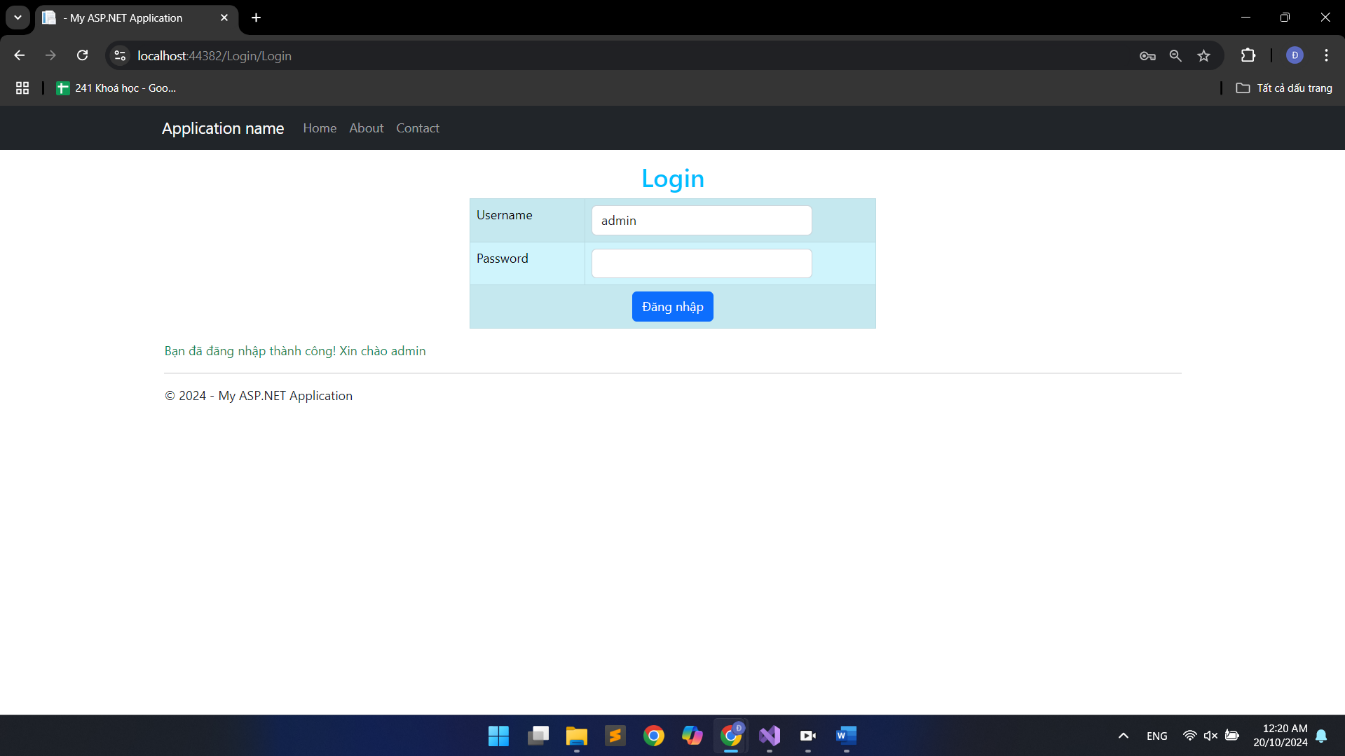 - My ASP.NET Application
localhost:44382/Login/Login
Đ
241 Khoá học - Goo...
Tất cả dấu trang
Application name Home About Contact
Login
Username admin
Password
Đăng nhập
Bạn đã đăng nhập thành công! Xin chào admin
© 2024 - My ASP.NET Application
ENG
12:20 AM
20/10/2024